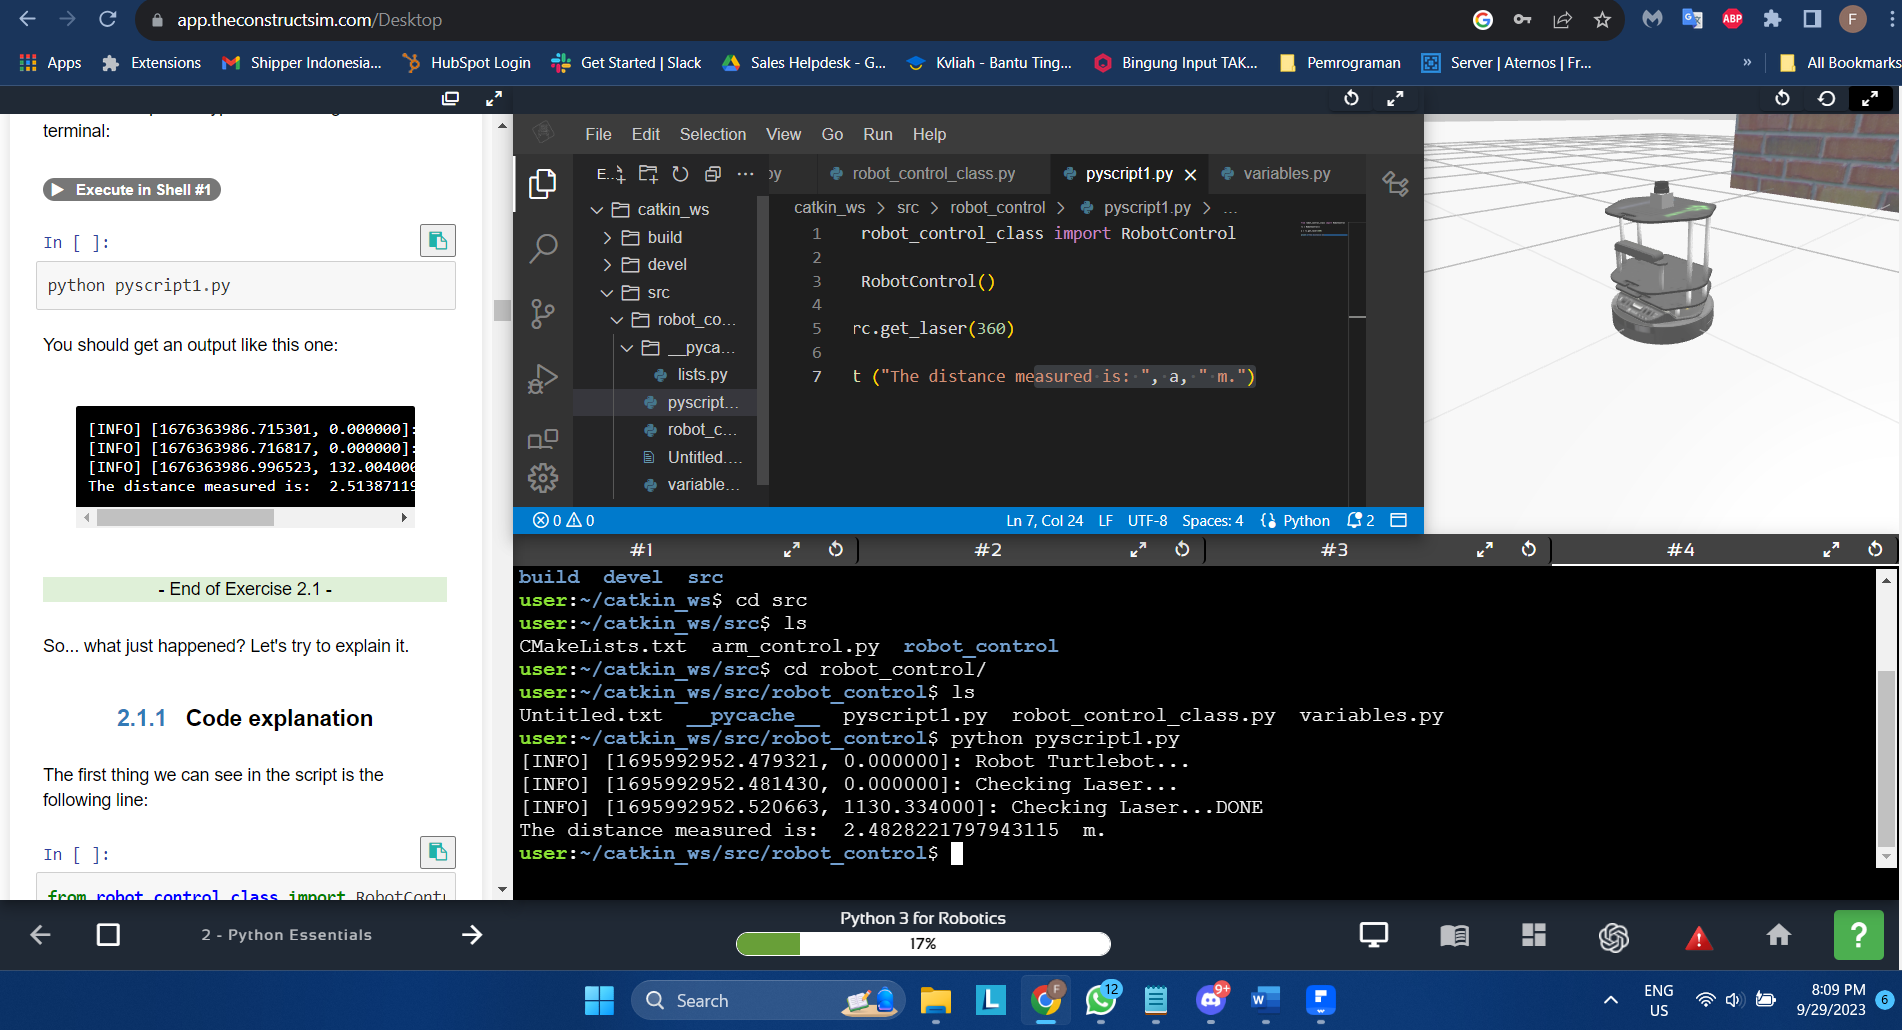 app.theconstructsim.com/Desktop
F
Apps
Extensions
Shipper Indonesia...
HubSpot Login
Get Started | Slack
Sales Helpdesk - G...
Kvliah - Bantu Ting...
Bingung Input TAK...
Pemrograman
Server | Aternos | Fr...
»
All Bookmarks
terminal:
Execute in Shell #1
In [ ]:
python pyscript1.py
You should get an output like this one:
[INFO] [1676363986.715301, 0.000000]:
[INFO] [1676363986.716817, 0.000000]:
[INFO] [1676363986.996523, 132.004000
The distance measured is:  2.51387119
- End of Exercise 2.1 -
So... what just happened? Let's try to explain it.
2.1.1 Code explanation
The first thing we can see in the script is the
following line:
In [ ]:
from robot_control_class import RobotContr
File Edit Selection View Go Run Help
E...
py
robot_control_class.py
pyscript1.py
variables.py
catkin_ws > src > robot_control > pyscript1.py > ...
catkin_ws
build
devel
src
robot_co...
__pyca...
lists.py
pyscript...
robot_c...
Untitled....
variable...
1 robot_control_class import RobotControl
2
3 RobotControl()
4
5 rc.get_laser(360)
6
7 t ("The distance measured is: ", a, " m.")
0 0
Ln 7, Col 24 LF UTF-8 Spaces: 4 Python 2
#1 #2 #3 #4
build devel src
user:~/catkin_ws$ cd src
user:~/catkin_ws/src$ ls
CMakeLists.txt arm_control.py robot_control
user:~/catkin_ws/src$ cd robot_control/
user:~/catkin_ws/src/robot_control$ ls
Untitled.txt __pycache__ pyscript1.py robot_control_class.py variables.py
user:~/catkin_ws/src/robot_control$ python pyscript1.py
[INFO] [1695992952.479321, 0.000000]: Robot Turtlebot...
[INFO] [1695992952.481430, 0.000000]: Checking Laser...
[INFO] [1695992952.520663, 1130.334000]: Checking Laser...DONE
The distance measured is:  2.4828221797943115  m.
user:~/catkin_ws/src/robot_control$
2 - Python Essentials
Python 3 for Robotics
17%
?
Search
12
9+
ENG
US
8:09 PM
9/29/2023
6